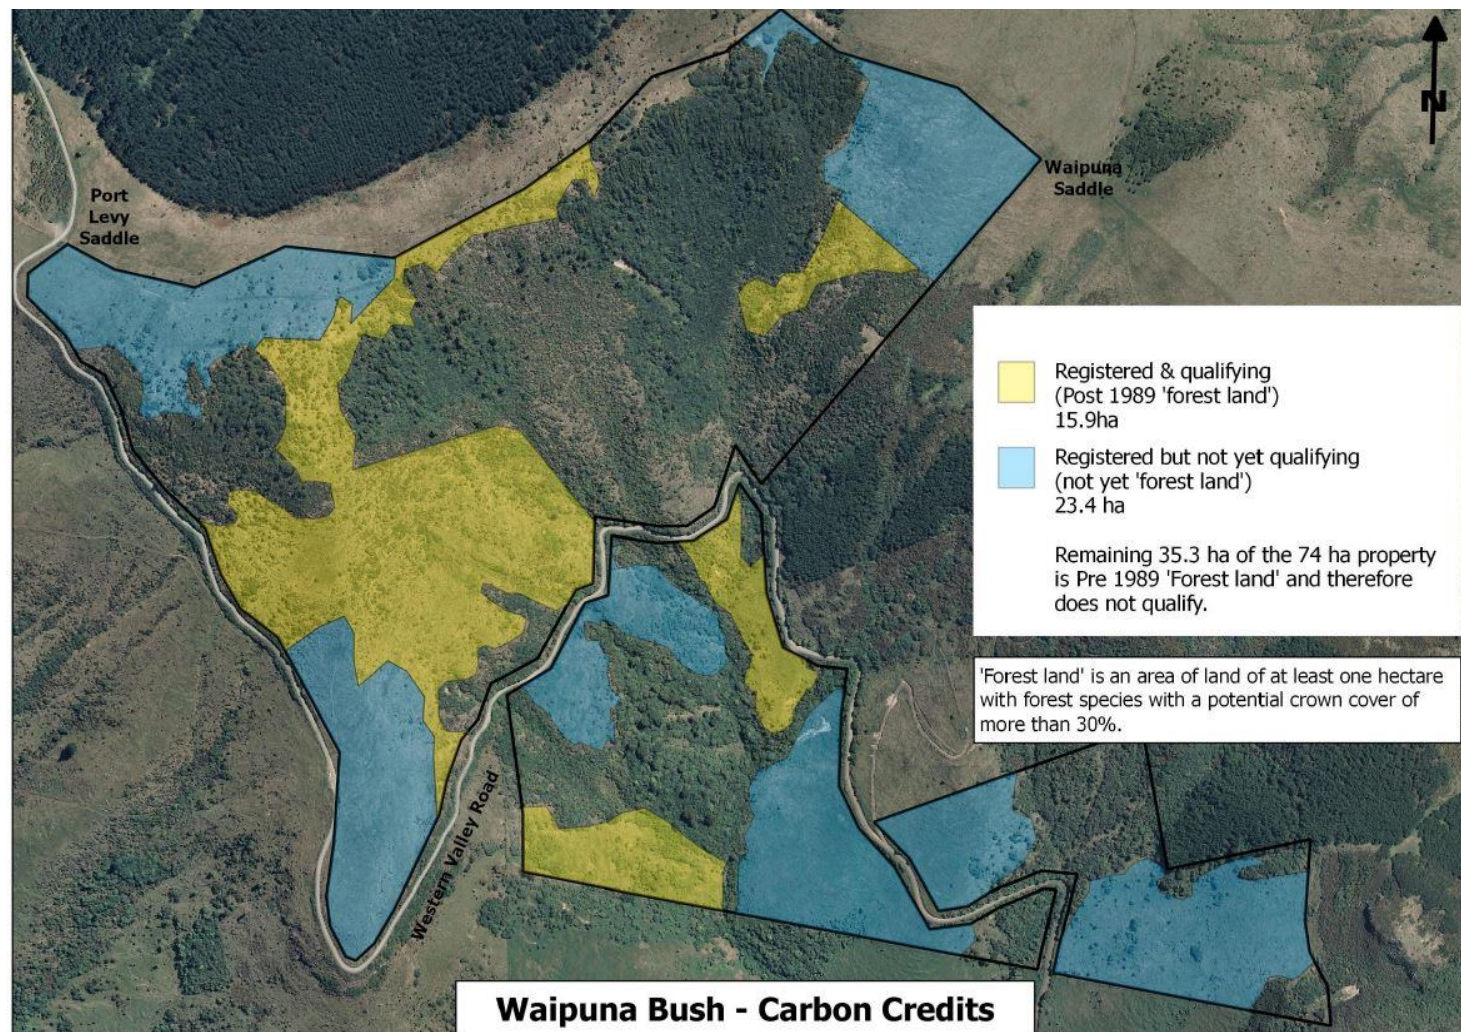 N
Port
Levy
Saddle
Waipuna
Saddle
Registered & qualifying
(Post 1989 'forest land')
15.9ha
Registered but not yet qualifying
(not yet 'forest land')
23.4 ha
Remaining 35.3 ha of the 74 ha property
is Pre 1989 'Forest land' and therefore
does not qualify.
'Forest land' is an area of land of at least one hectare
with forest species with a potential crown cover of
more than 30%.
Western Valley Road
Waipuna Bush - Carbon Credits